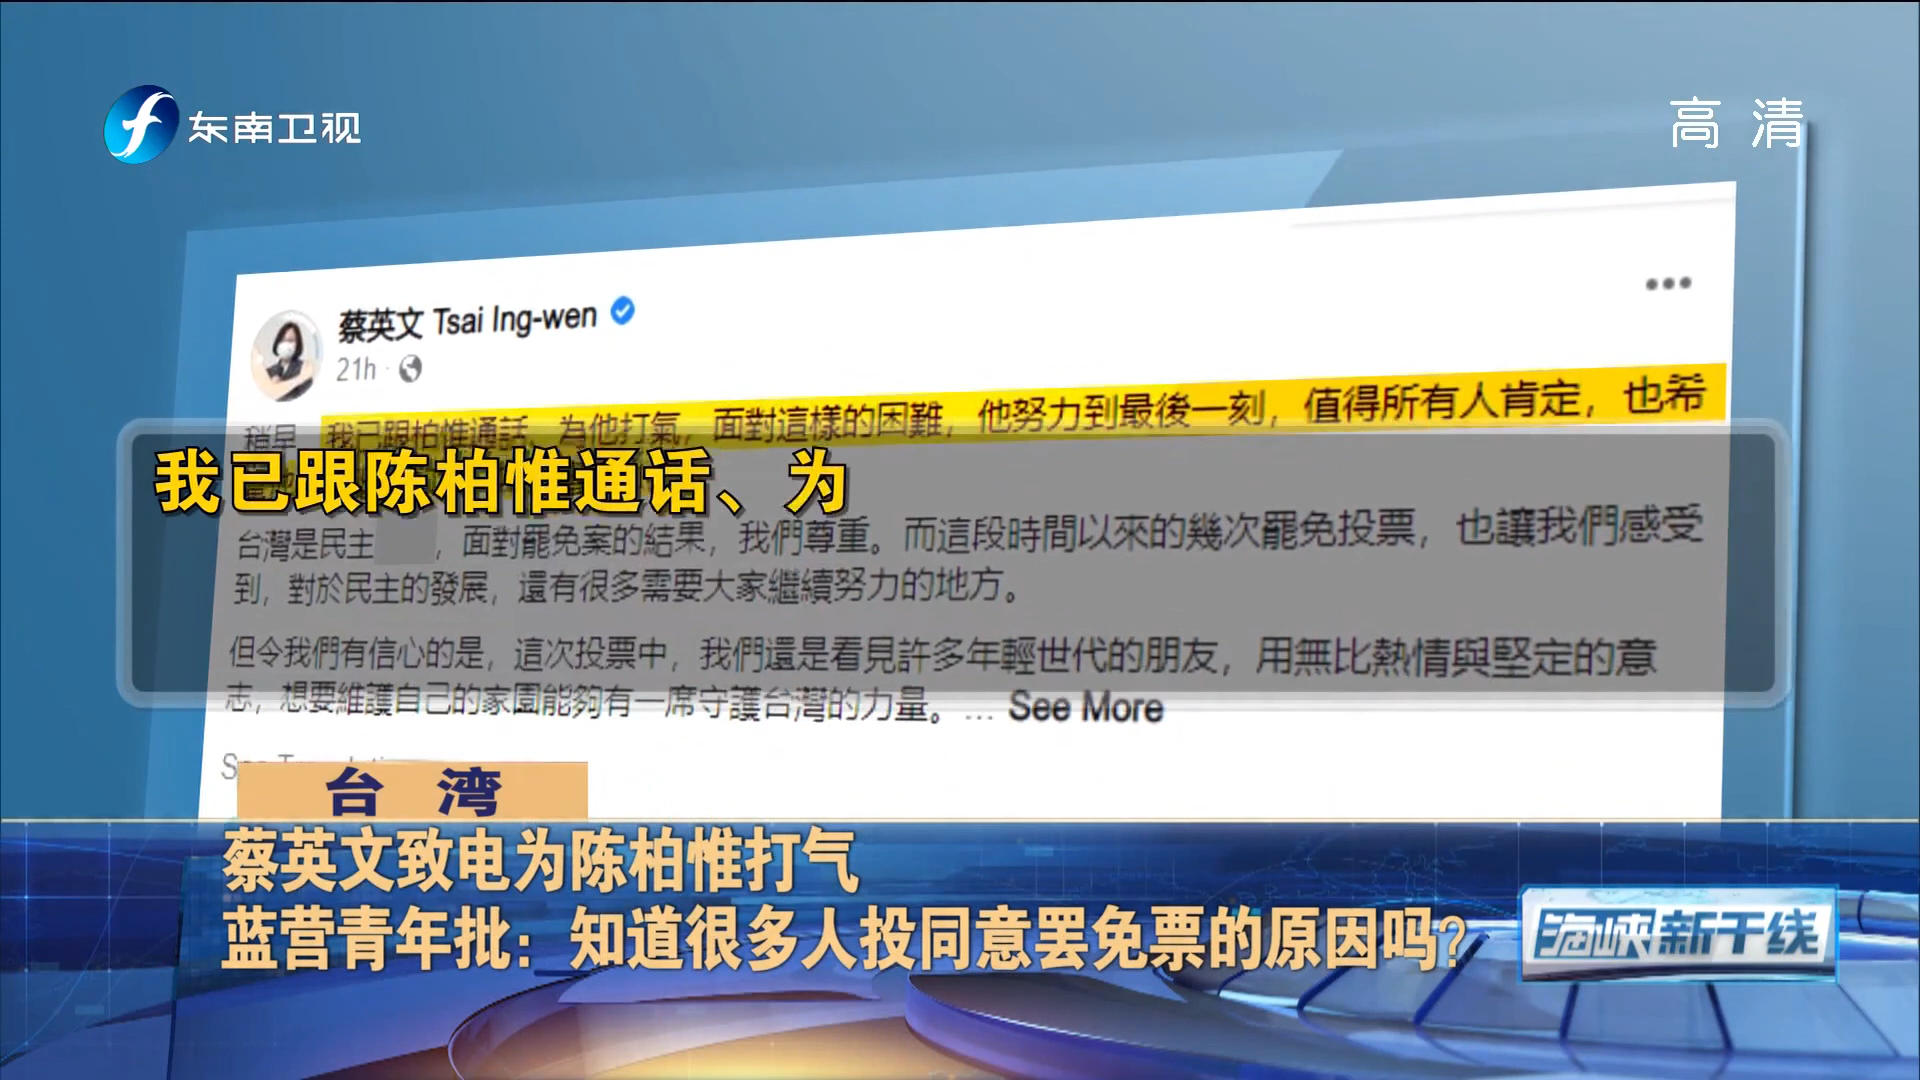 东南卫视
高清
蔡英文 Tsai Ing-wen
21h
稍早，我已跟柏惟通話、為他打氣，面對這樣的困難，他努力到最後一刻，值得所有人肯定，也希
我已跟陈柏惟通话、为
台灣是民主 ，面對罷免案的結果，我們尊重。而這段時間以來的幾次罷免投票，也讓我們感受
到，對於民主的發展，還有很多需要大家繼續努力的地方。
但令我們有信心的是，這次投票中，我們還是看見許多年輕世代的朋友，用無比熱情與堅定的意
志，想要維護自己的家園能夠有一席守護台灣的力量。... See More
台湾
蔡英文致电为陈柏惟打气
蓝营青年批：知道很多人投同意罢免票的原因吗？
海峡新干线